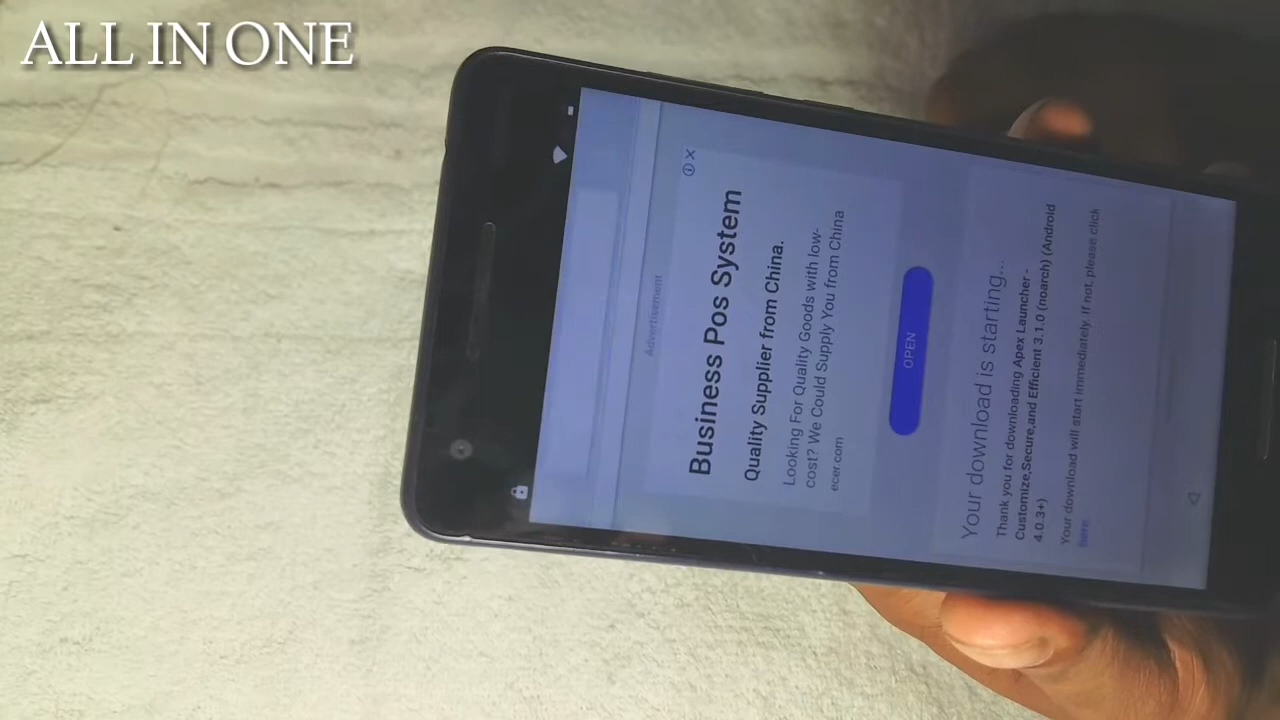 ALL IN ONE
Advertisement
Business Pos System
Quality Supplier from China.
Looking For Quality Goods with low-
cost? We Could Supply You from China
ecer.com
OPEN
Your download is starting...
Thank you for downloading Apex Launcher -
Customize,Secure,and Efficient 3.1.0 (noarch) (Android
4.0.3+)
Your download will start immediately. If not, please click
here